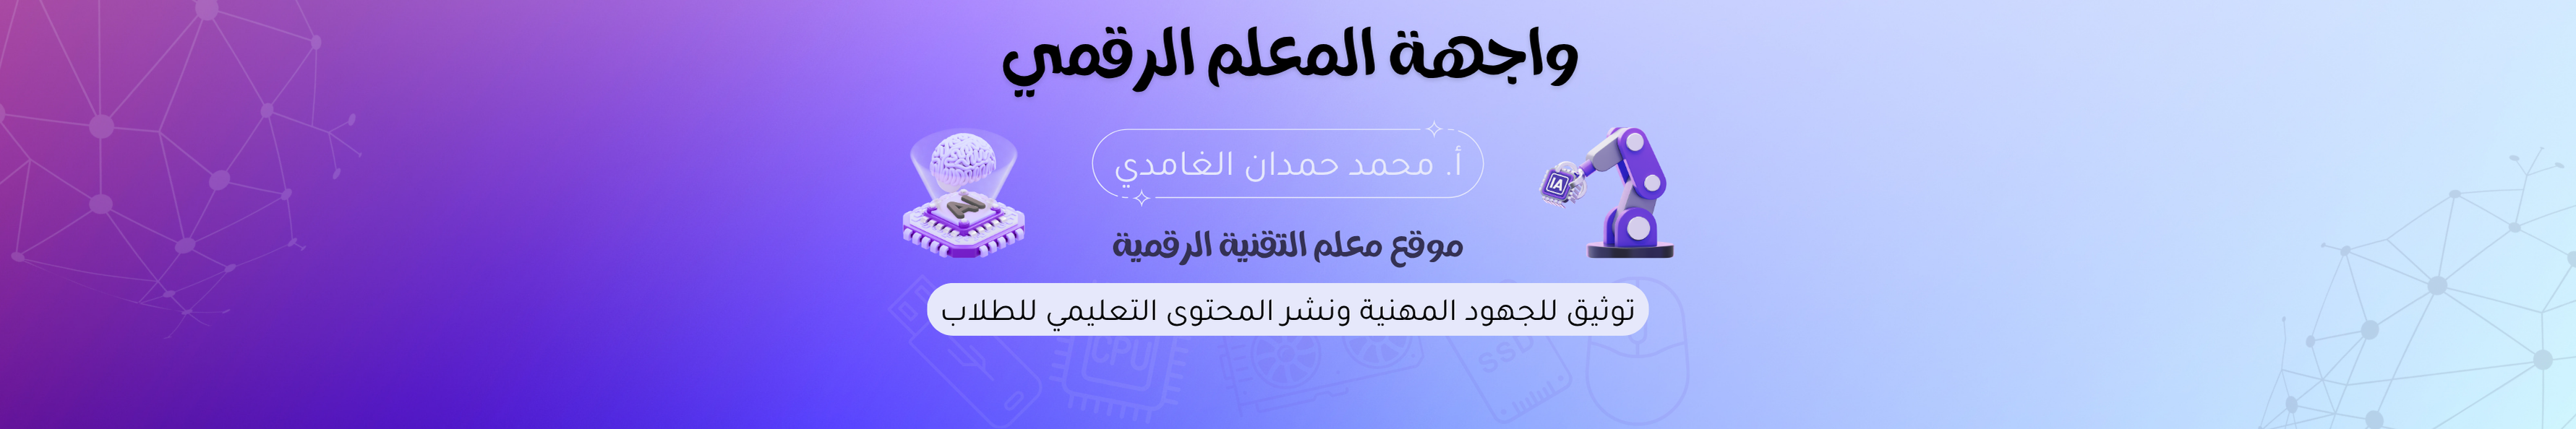 واجهة المعلم الرقمي
أ. محمد حمدان الغامدي
AI
IA
موقع معلم التقنية الرقمية
توثيق للجهود المهنية ونشر المحتوى التعليمي للطلاب
CPU
SSD